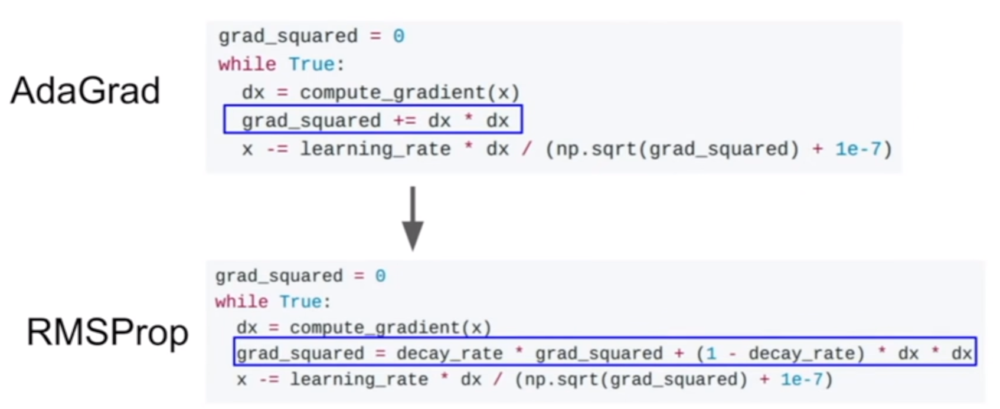 AdaGrad
grad_squared = 0
while True:
  dx = compute_gradient(x)
  grad_squared += dx * dx
  x -= learning_rate * dx / (np.sqrt(grad_squared) + 1e-7)
RMSProp
grad_squared = 0
while True:
  dx = compute_gradient(x)
  grad_squared = decay_rate * grad_squared + (1 - decay_rate) * dx * dx
  x -= learning_rate * dx / (np.sqrt(grad_squared) + 1e-7)